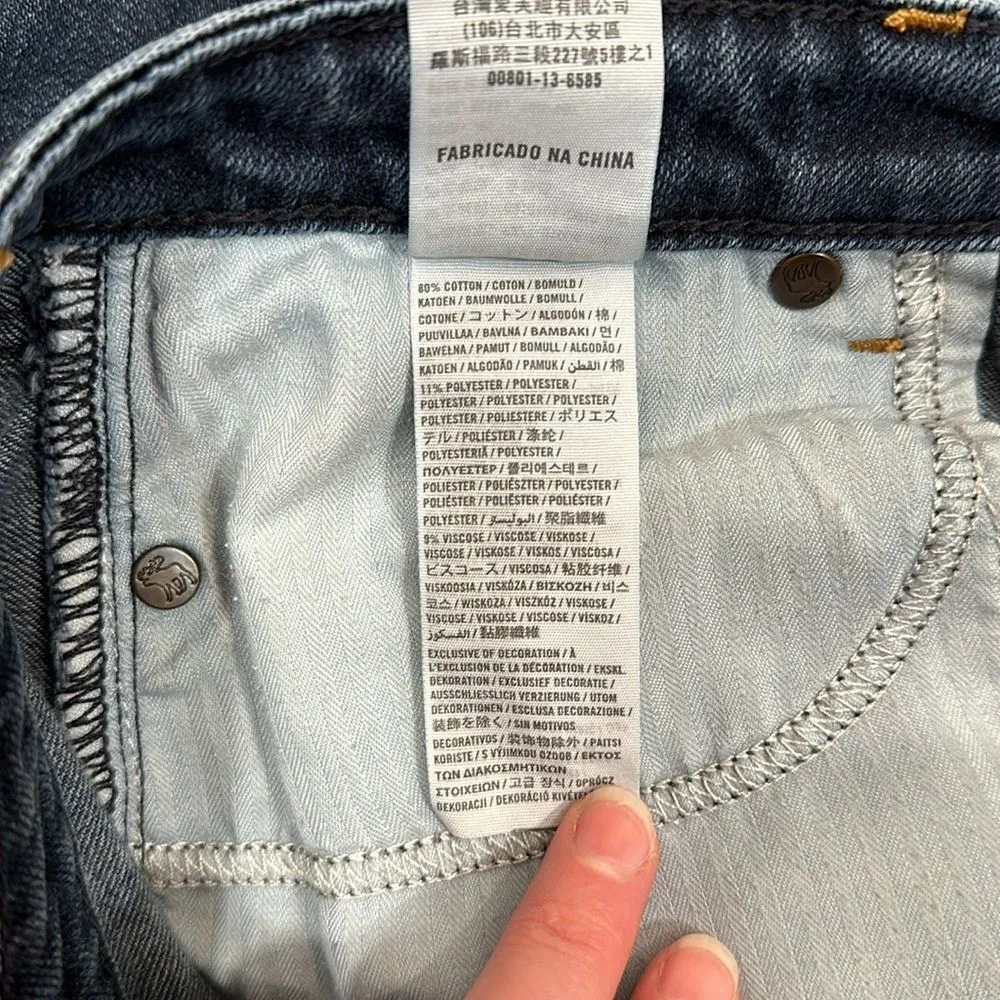 台灣愛芙趣有限公司
(106)台北市大安區
羅斯福路三段227號5樓之1
00801-13-6585
FABRICADO NA CHINA
80% COTTON / COTON / BOMULD /
KATOEN / BAUMWOLLE / BOMULL /
COTONE / コットン / ALGODÓN / 棉 /
PUUVILLAA / BAVLNA / ΒΑΜΒΑΚΙ / 면 /
BAWEŁNA / PAMUT / BOMULL / ALGODÃO /
KATOEN / ALGODÃO / PAMUK / القطن / 棉
11% POLYESTER / POLYESTER /
POLYESTER / POLYESTER / POLYESTER /
POLYESTER / POLIESTERE / ポリエス
テル / POLIÉSTER / 涤纶 /
POLYESTERIÄ / POLYESTER /
ΠΟΛΥΕΣΤΕΡ / 폴리에스테르 /
POLIESTER / POLIÉSZTER / POLYESTER /
POLIÉSTER / POLIÉSTER / POLIÉSTER /
POLYESTER / البوليستر / 聚脂纖維
9% VISCOSE / VISCOSE / VISKOSE /
VISCOSE / VISKOSE / VISKOS / VISCOSA /
ビスコース / VISCOSA / 粘胶纤维 /
VISKOOSIA / VISKÓZA / ΒΙΣΚΟΖΗ / 비스
코스 / WISKOZA / VISZKÓZ / VISKOSE /
VISCOSE / VISKOSE / VISCOSE / VISKOZ /
الفسكوز / 黏膠纖維
EXCLUSIVE OF DECORATION / À
L'EXCLUSION DE LA DÉCORATION / EKSKL.
DEKORATION / EXCLUSIEF DECORATIE /
AUSSCHLIESSLICH VERZIERUNG / UTOM
DEKORATIONEN / ESCLUSA DECORAZIONE /
装飾を除く / SIN MOTIVOS
DECORATIVOS / 装饰物除外 / PAITSI
KORISTE / S VÝJIMKOU OZDOB / ΕΚΤΟΣ
ΤΩΝ ΔΙΑΚΟΣΜΗΤΙΚΩΝ
ΣΤΟΙΧΕΙΩΝ / 고급 장식 / OPRÓCZ
DEKORACJI / DEKORÁCIÓ